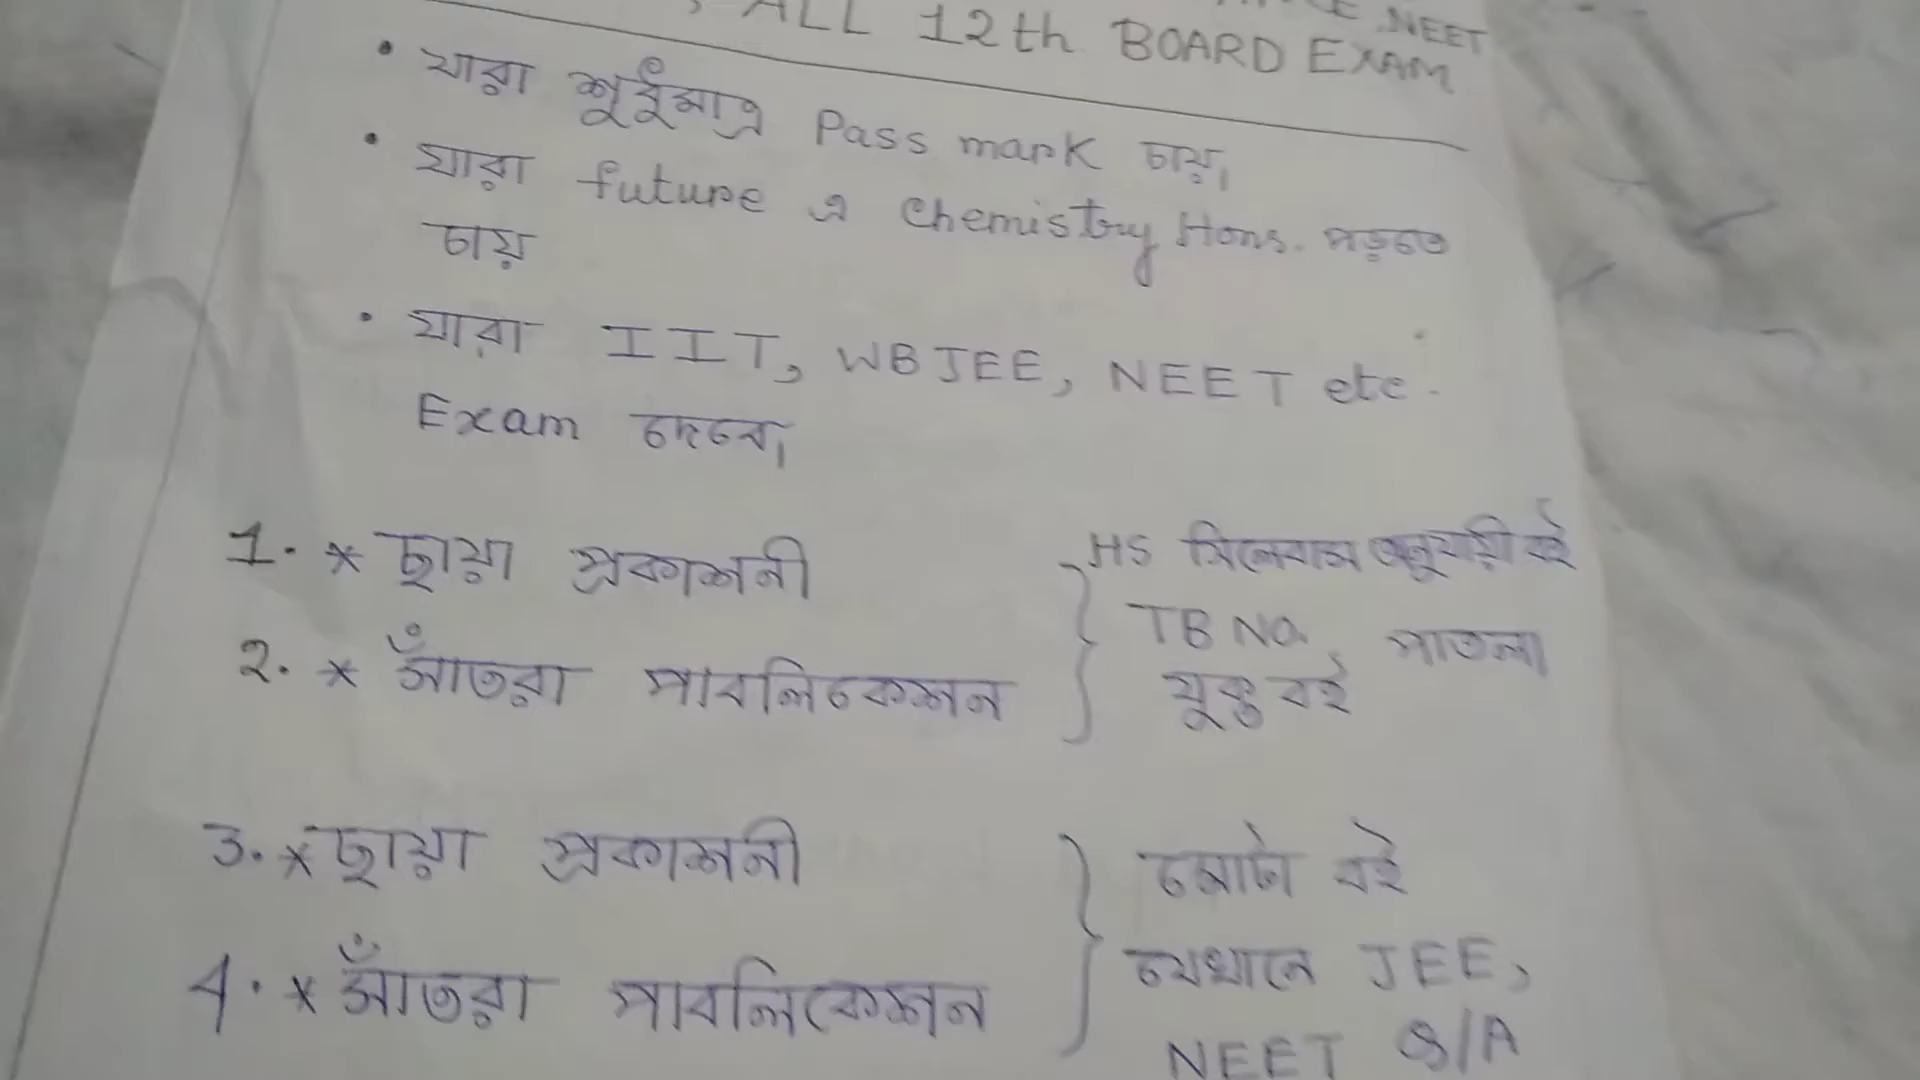 NEET
ALL 12th BOARD EXAM
• যারা শুধুমাত্র Pass mark চায়,
• যারা future এ Chemistry Hons. পড়তে
চায়
• যারা IIT, WBJEE, NEET etc.
Exam দেবে,
1. * ছায়া প্রকাশনী
2. * সাঁতরা পাবলিকেশন
HS সিলেবাস অনুযায়ী বই
TB No. পাতলা
যুক্ত বই
3. * ছায়া প্রকাশনী
4. * সাঁতরা পাবলিকেশন
মোটা বই
যেখানে JEE,
NEET Q/A